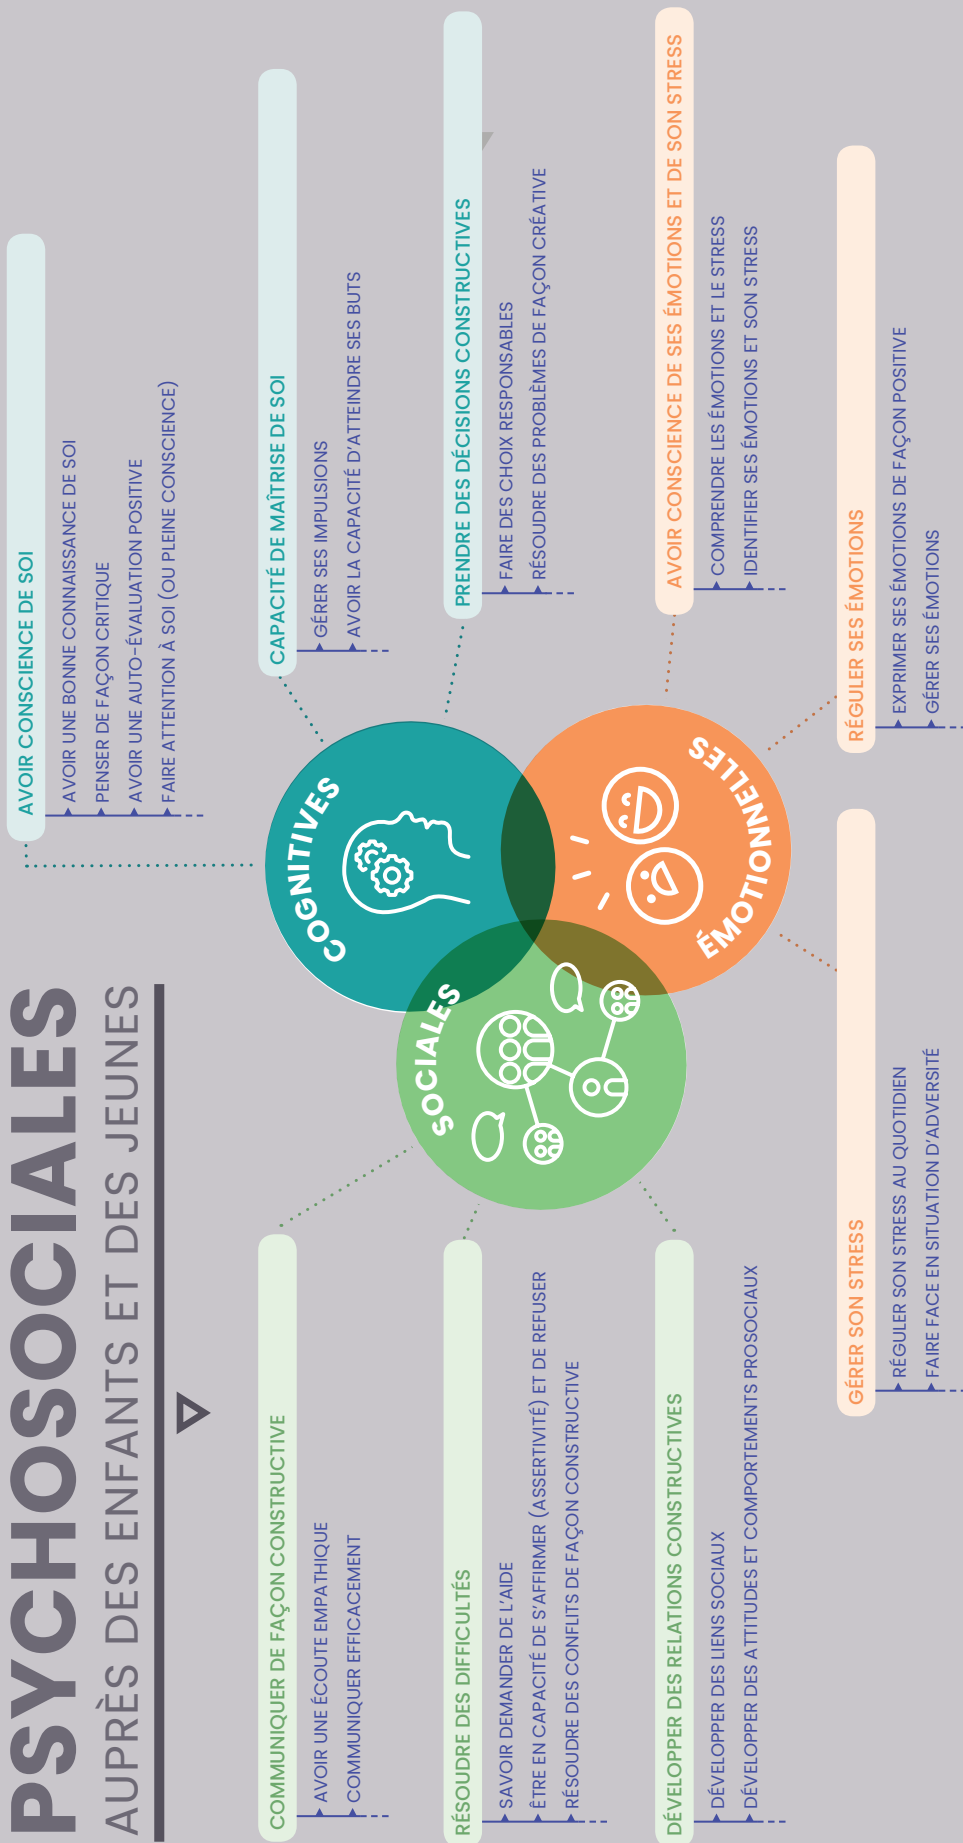 PSYCHOSOCIALES
AUPRÈS DES ENFANTS ET DES JEUNES
AVOIR CONSCIENCE DE SOI
AVOIR UNE BONNE CONNAISSANCE DE SOI
PENSER DE FAÇON CRITIQUE
AVOIR UNE AUTO-ÉVALUATION POSITIVE
FAIRE ATTENTION À SOI (OU PLEINE CONSCIENCE)
CAPACITÉ DE MAÎTRISE DE SOI
GÉRER SES IMPULSIONS
AVOIR LA CAPACITÉ D'ATTEINDRE SES BUTS
PRENDRE DES DÉCISIONS CONSTRUCTIVES
FAIRE DES CHOIX RESPONSABLES
RÉSOUDRE DES PROBLÈMES DE FAÇON CRÉATIVE
COGNITIVES
SOCIALES
ÉMOTIONNELLES
COMMUNIQUER DE FAÇON CONSTRUCTIVE
AVOIR UNE ÉCOUTE EMPATHIQUE
COMMUNIQUER EFFICACEMENT
RÉSOUDRE DES DIFFICULTÉS
SAVOIR DEMANDER DE L'AIDE
ÊTRE EN CAPACITÉ DE S'AFFIRMER (ASSERTIVITÉ) ET DE REFUSER
RÉSOUDRE DES CONFLITS DE FAÇON CONSTRUCTIVE
DÉVELOPPER DES RELATIONS CONSTRUCTIVES
DÉVELOPPER DES LIENS SOCIAUX
DÉVELOPPER DES ATTITUDES ET COMPORTEMENTS PROSOCIAUX
AVOIR CONSCIENCE DE SES ÉMOTIONS ET DE SON STRESS
COMPRENDRE LES ÉMOTIONS ET LE STRESS
IDENTIFIER SES ÉMOTIONS ET SON STRESS
RÉGULER SES ÉMOTIONS
EXPRIMER SES ÉMOTIONS DE FAÇON POSITIVE
GÉRER SES ÉMOTIONS
GÉRER SON STRESS
RÉGULER SON STRESS AU QUOTIDIEN
FAIRE FACE EN SITUATION D'ADVERSITÉ